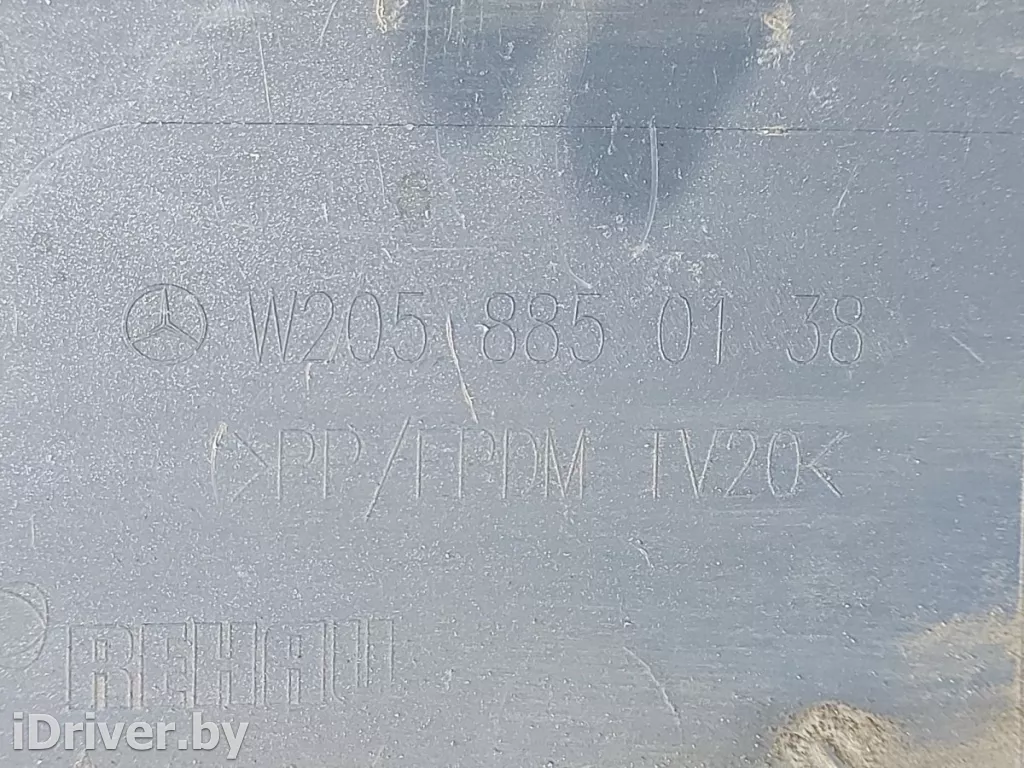 W205 885 01 38
>PP/EPDM TV20<
REHAU
iDriver.by